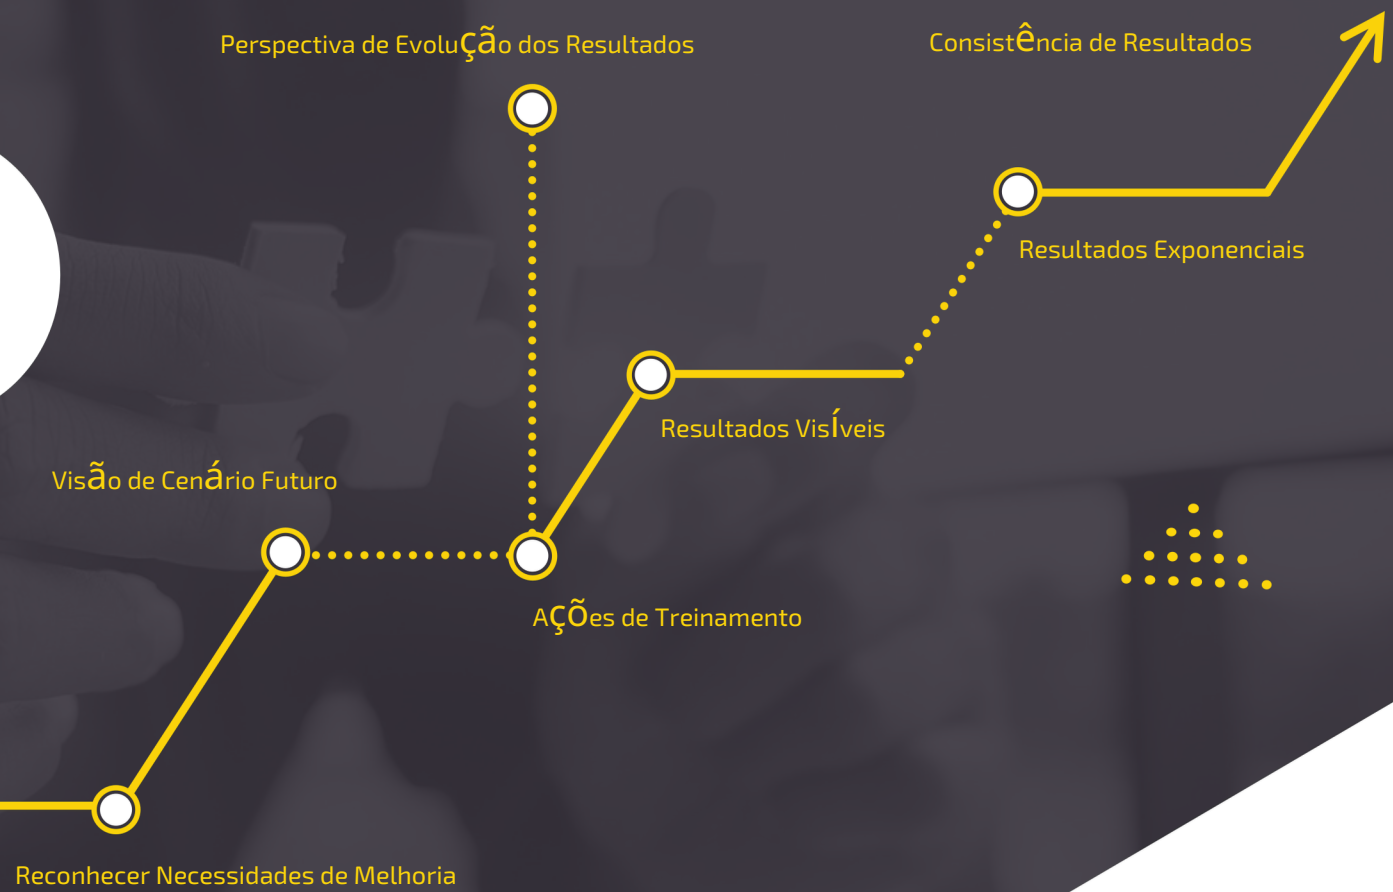 Perspectiva de Evolução dos Resultados
Consistência de Resultados
Resultados Exponenciais
Resultados Visíveis
Visão de Cenário Futuro
Ações de Treinamento
Reconhecer Necessidades de Melhoria